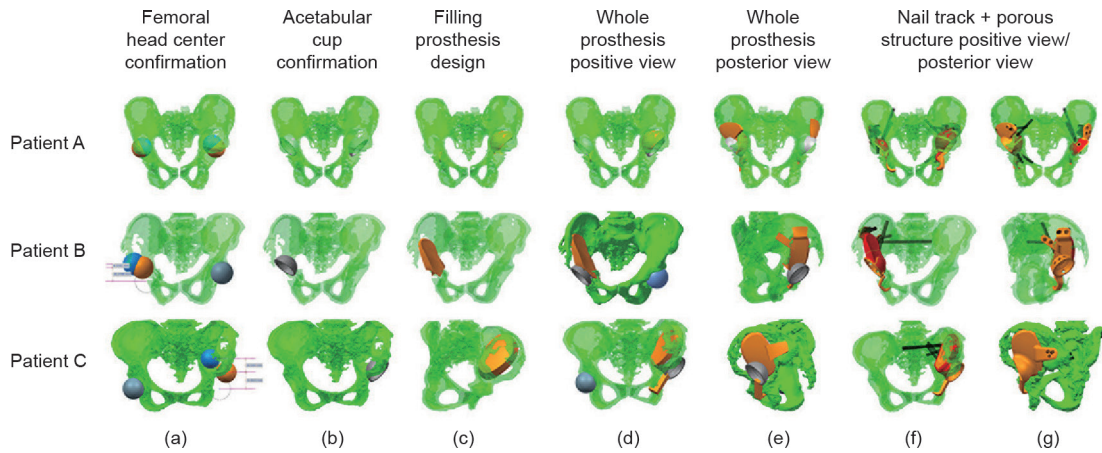 Femoral
head center
confirmation
Acetabular
cup
confirmation
Filling
prosthesis
design
Whole
prosthesis
positive view
Whole
prosthesis
posterior view
Nail track + porous
structure positive view/
posterior view
Patient A
Patient B
Patient C
(a)
(b)
(c)
(d)
(e)
(f)
(g)